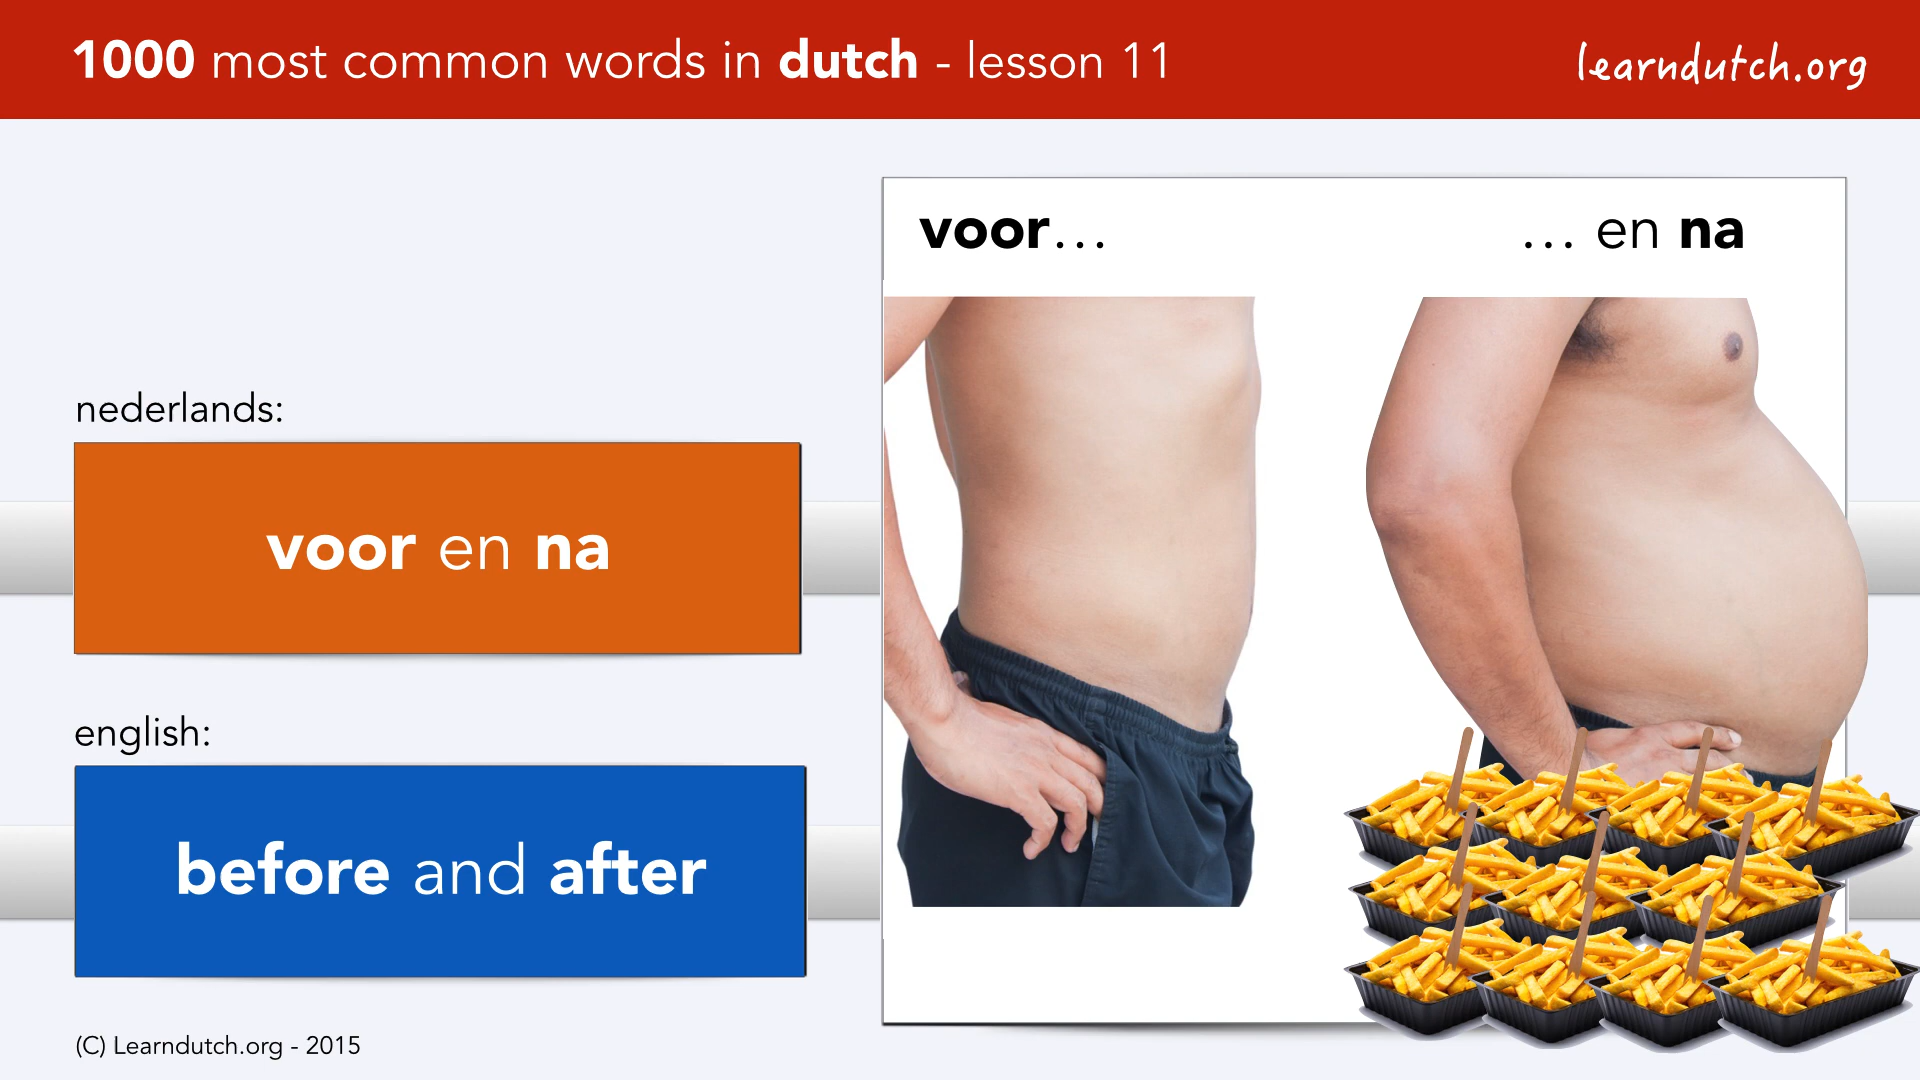 1000 most common words in dutch - lesson 11
learndutch.org
voor...
... en na
nederlands:
voor en na
english:
before and after
(C) Learndutch.org - 2015